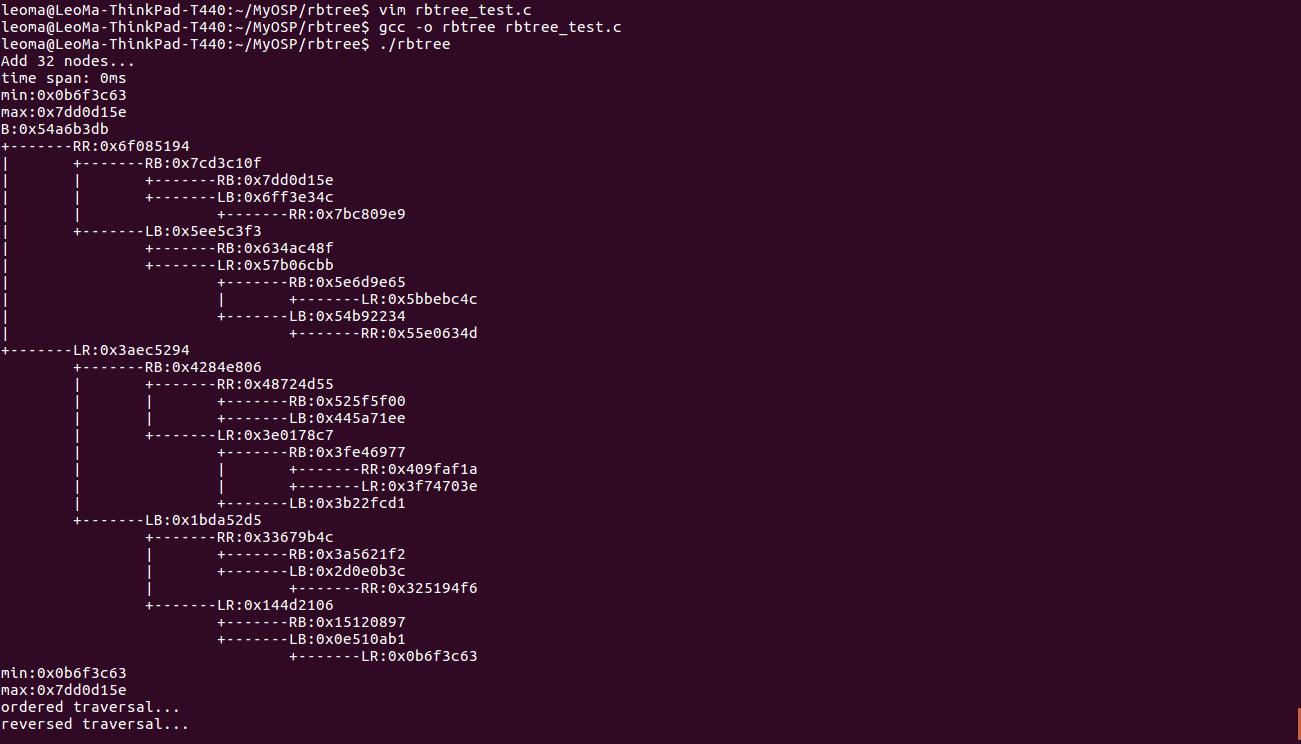 leoma@LeoMa-ThinkPad-T440:~/MyOSP/rbtree$ vim rbtree_test.c
leoma@LeoMa-ThinkPad-T440:~/MyOSP/rbtree$ gcc -o rbtree rbtree_test.c
leoma@LeoMa-ThinkPad-T440:~/MyOSP/rbtree$ ./rbtree
Add 32 nodes...
time span: 0ms
min:0x0b6f3c63
max:0x7dd0d15e
B:0x54a6b3db
+-------RR:0x6f085194
|       +-------RB:0x7cd3c10f
|       |       +-------RB:0x7dd0d15e
|       |       +-------LB:0x6ff3e34c
|       |               +-------RR:0x7bc809e9
|       +-------LB:0x5ee5c3f3
|               +-------RB:0x634ac48f
|               +-------LR:0x57b06cbb
|                       +-------RB:0x5e6d9e65
|                       |       +-------LR:0x5bbebc4c
|                       +-------LB:0x54b92234
|                               +-------RR:0x55e0634d
+-------LR:0x3aec5294
        +-------RB:0x4284e806
        |       +-------RR:0x48724d55
        |       |       +-------RB:0x525f5f00
        |       |       +-------LB:0x445a71ee
        |       +-------LR:0x3e0178c7
        |               +-------RB:0x3fe46977
        |               |       +-------RR:0x409faf1a
        |               |       +-------LR:0x3f74703e
        |               +-------LB:0x3b22fcd1
        +-------LB:0x1bda52d5
                +-------RR:0x33679b4c
                |       +-------RB:0x3a5621f2
                |       +-------LB:0x2d0e0b3c
                |               +-------RR:0x325194f6
                +-------LR:0x144d2106
                        +-------RB:0x15120897
                        +-------LB:0x0e510ab1
                                +-------LR:0x0b6f3c63
min:0x0b6f3c63
max:0x7dd0d15e
ordered traversal...
reversed traversal...